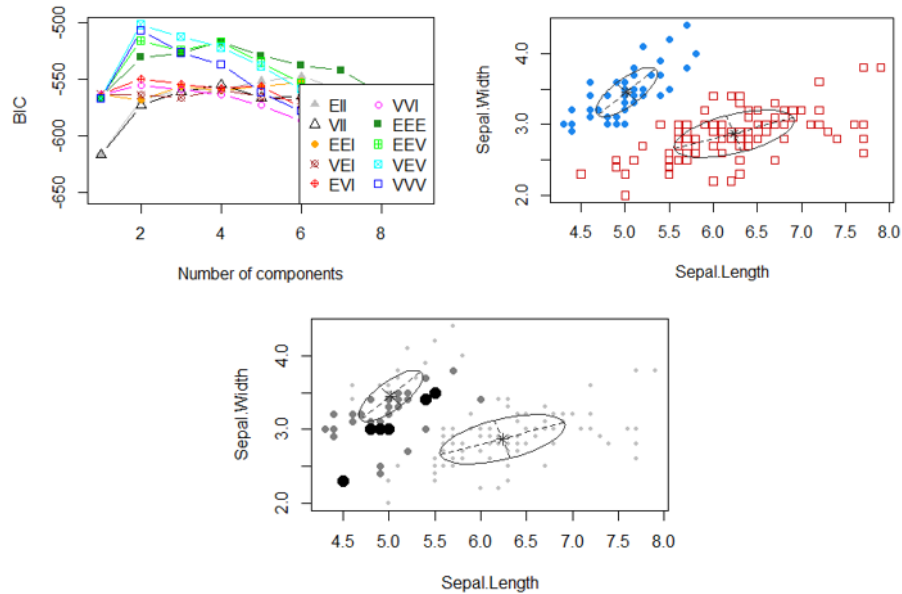 -500
-550
-600
-650
BIC
2
4
6
8
Number of components
EII
VII
EEI
VEI
EVI
VVI
EEE
EEV
VEV
VVV
4.0
3.0
2.0
Sepal.Width
4.5 5.0 5.5 6.0 6.5 7.0 7.5 8.0
Sepal.Length
4.0
3.0
2.0
Sepal.Width
4.5 5.0 5.5 6.0 6.5 7.0 7.5 8.0
Sepal.Length